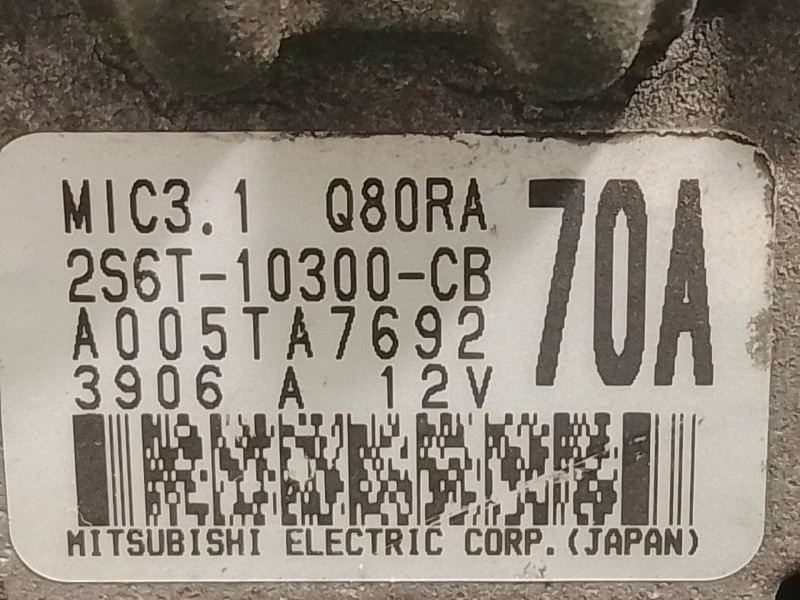 MIC3.1 Q80RA 70A
2S6T-10300-CB
A005TA7692
3906 A 12V
MITSUBISHI ELECTRIC CORP.(JAPAN)